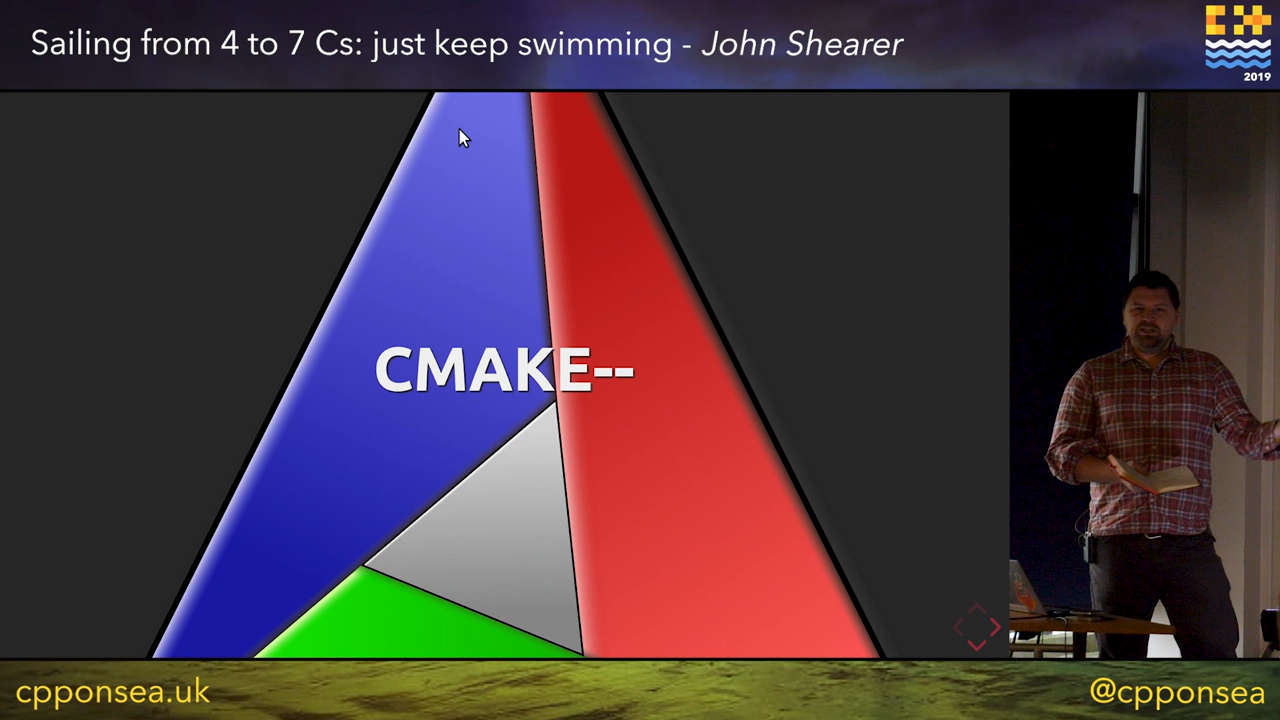 Sailing from 4 to 7 Cs: just keep swimming - John Shearer
2019
CMAKE--
cpponsea.uk
@cpponsea